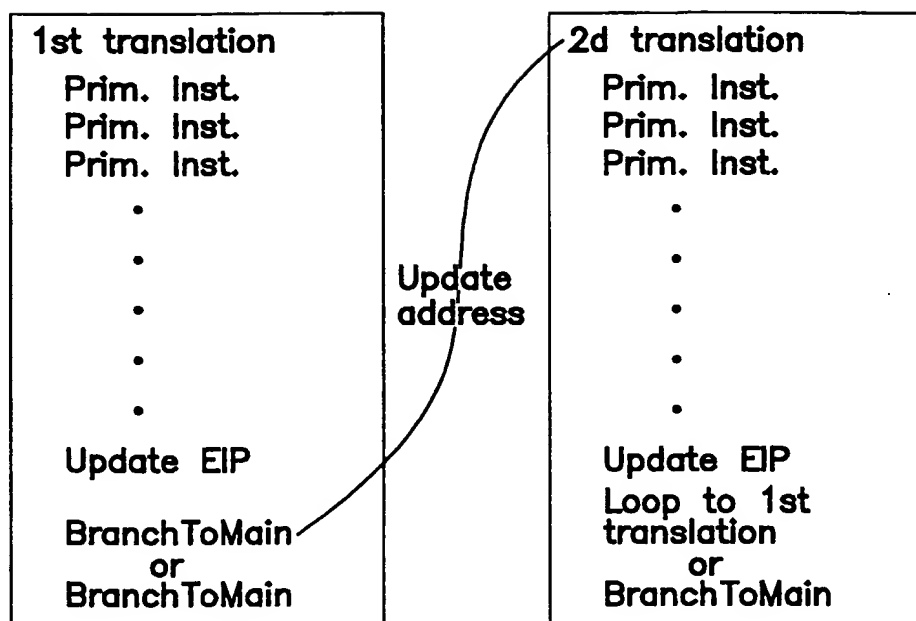 1st translation
Prim. Inst.
Prim. Inst.
Prim. Inst.
Update EIP
BranchToMain
or
BranchToMain
Update
address
2d translation
Prim. Inst.
Prim. Inst.
Prim. Inst.
Update EIP
Loop to 1st
translation
or
BranchToMain